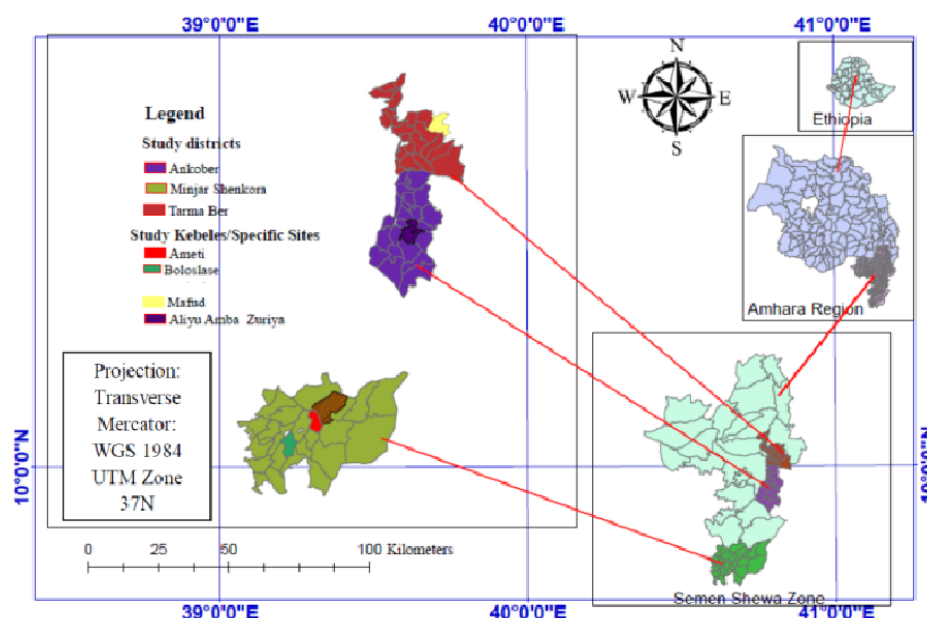 39°0'0"E
40°0'0"E
41°0'0"E
N
W
E
S
Ethiopia
Amhara Region
Legend
Study districts
Ankober
Minjar Shenkora
Tarma Ber
Study Kebeles/Specific Sites
Ameti
Boloslase
Mafud
Aliyu Amba Zuriya
Projection:
Transverse
Mercator:
WGS 1984
UTM Zone
37N
10°0'0"N
10°0'0"N
0 25 50 100 Kilometers
Semen Shewa Zone
39°0'0"E
40°0'0"E
41°0'0"E